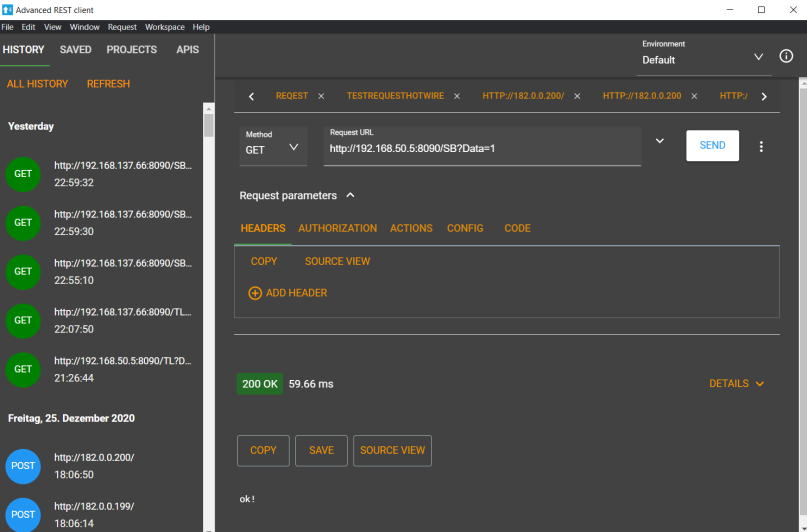 Advanced REST client
File Edit View Window Request Workspace Help
HISTORY SAVED PROJECTS APIS
ALL HISTORY REFRESH
Yesterday
GET
http://192.168.137.66:8090/SB...
22:59:32
GET
http://192.168.137.66:8090/SB...
22:59:30
GET
http://192.168.137.66:8090/SB...
22:55:10
GET
http://192.168.137.66:8090/TL...
22:07:50
GET
http://192.168.50.5:8090/TL?D...
21:26:44
Freitag, 25. Dezember 2020
POST
http://182.0.0.200/
18:06:50
POST
http://182.0.0.199/
18:06:14
Environment
Default
REQEST × TESTREQUESTHOTWIRE × HTTP://182.0.0.200/ × HTTP://182.0.0.200 × HTTP:/
Method
GET
Request URL
http://192.168.50.5:8090/SB?Data=1
SEND
Request parameters
HEADERS AUTHORIZATION ACTIONS CONFIG CODE
COPY SOURCE VIEW
ADD HEADER
200 OK 59.66 ms
DETAILS
COPY SAVE SOURCE VIEW
ok!